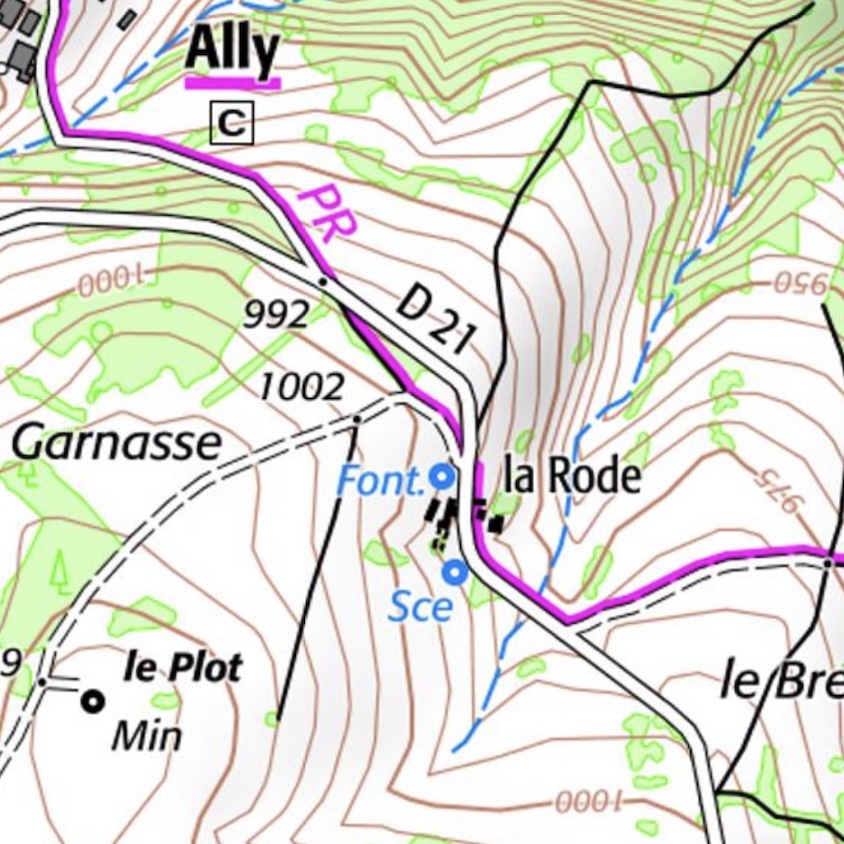 Ally
C
PR
1000
950
992
D 21
1002
Garnasse
Font.
la Rode
975
Sce
9
le Plot
le Bre
Min
1000